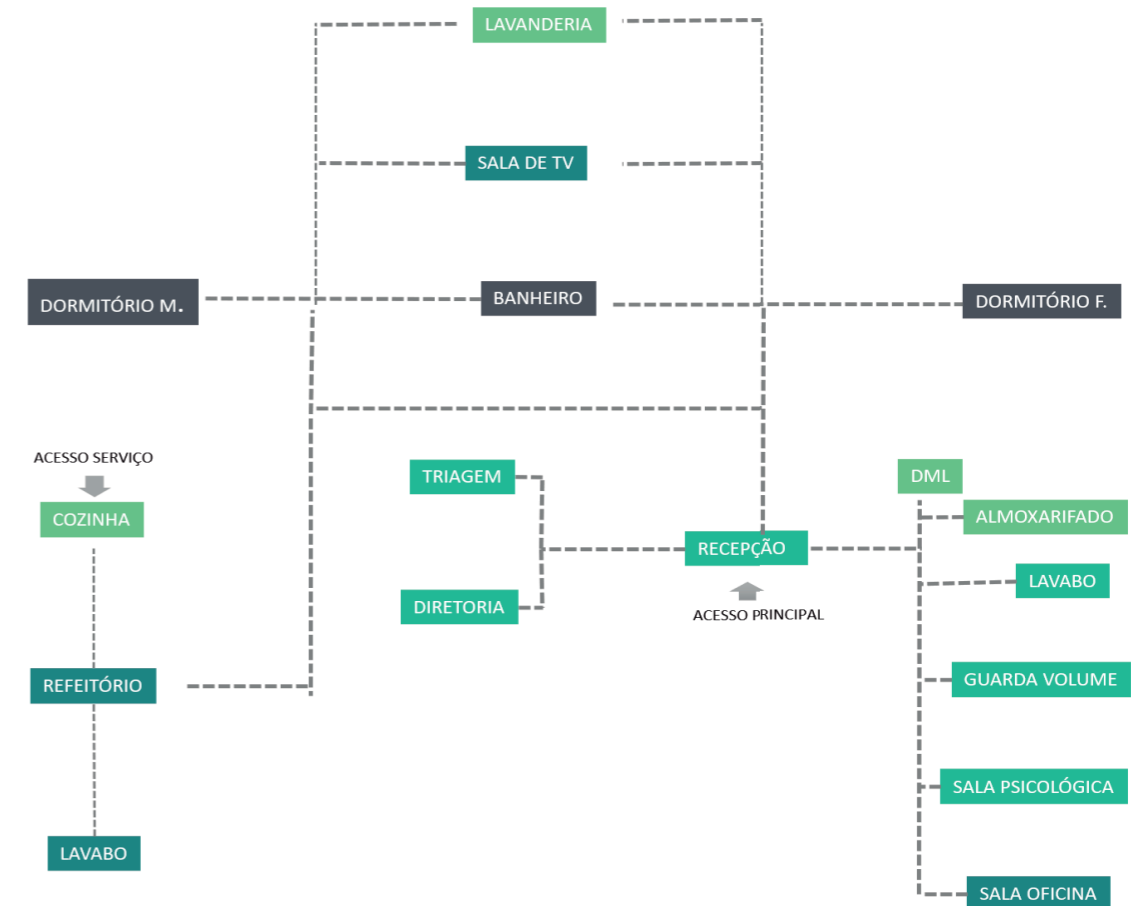 LAVANDERIA
SALA DE TV
DORMITÓRIO M.
BANHEIRO
DORMITÓRIO F.
ACESSO SERVIÇO
COZINHA
TRIAGEM
DML
ALMOXARIFADO
RECEPÇÃO
LAVABO
DIRETORIA
ACESSO PRINCIPAL
REFEITÓRIO
GUARDA VOLUME
SALA PSICOLÓGICA
LAVABO
SALA OFICINA